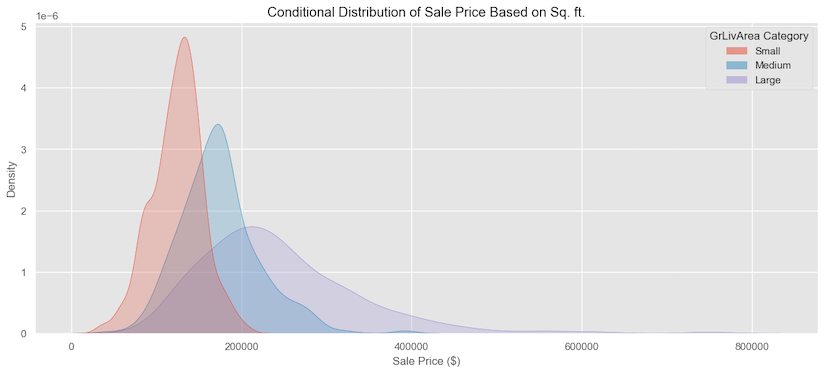 Conditional Distribution of Sale Price Based on Sq. ft.
1e−6
GrLivArea Category
Small
Medium
Large
5
4
3
2
1
0
Density
0 200000 400000 600000 800000
Sale Price ($)